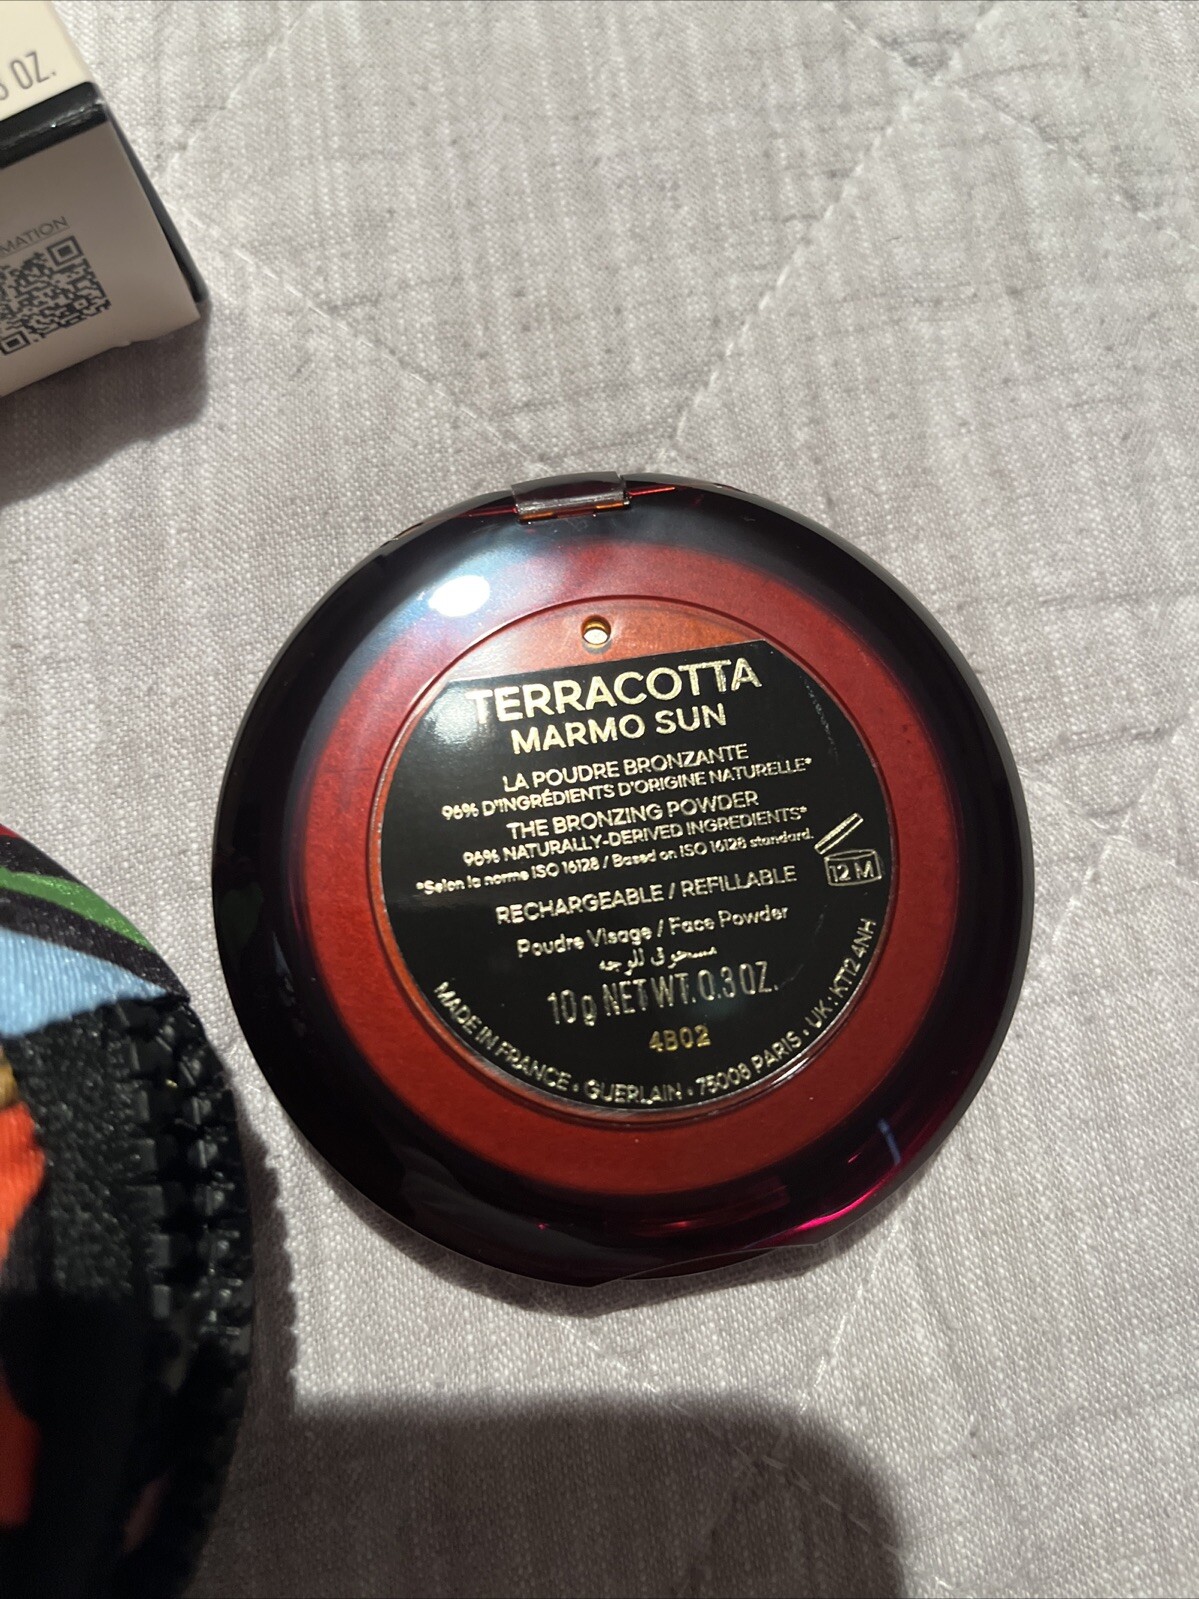 OZ.
MATION
TERRACOTTA
MARMO SUN
LA POUDRE BRONZANTE
96% D'INGRÉDIENTS D'ORIGINE NATURELLE*
THE BRONZING POWDER
96% NATURALLY-DERIVED INGREDIENTS*
*Selon la norme ISO 16128 / Based on ISO 16128 standard.
12 M
RECHARGEABLE / REFILLABLE
Poudre Visage / Face Powder
مسحوق للوجه
10g NET WT. 0.3 OZ.
4B02
MADE IN FRANCE • GUERLAIN • 75008 PARIS • UK: KT12 4NH